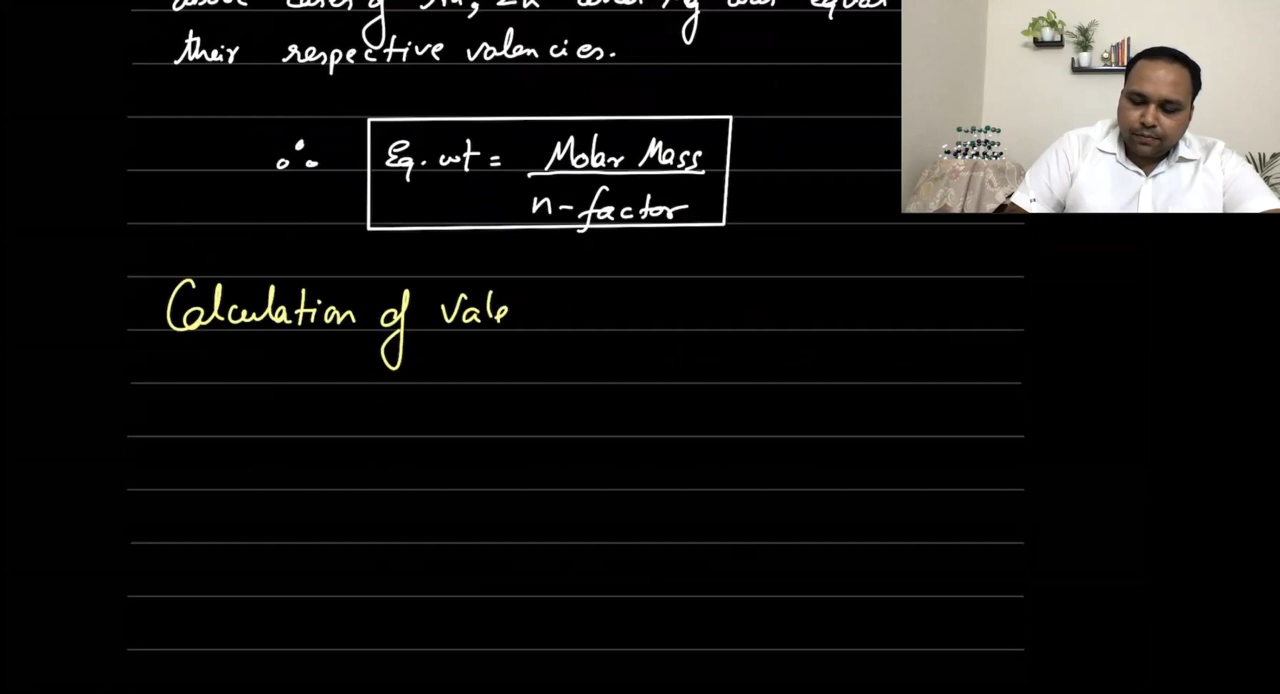 their respective valencies.
∴ Eq. wt = Molar Mass
n-factor
Calculation of vale